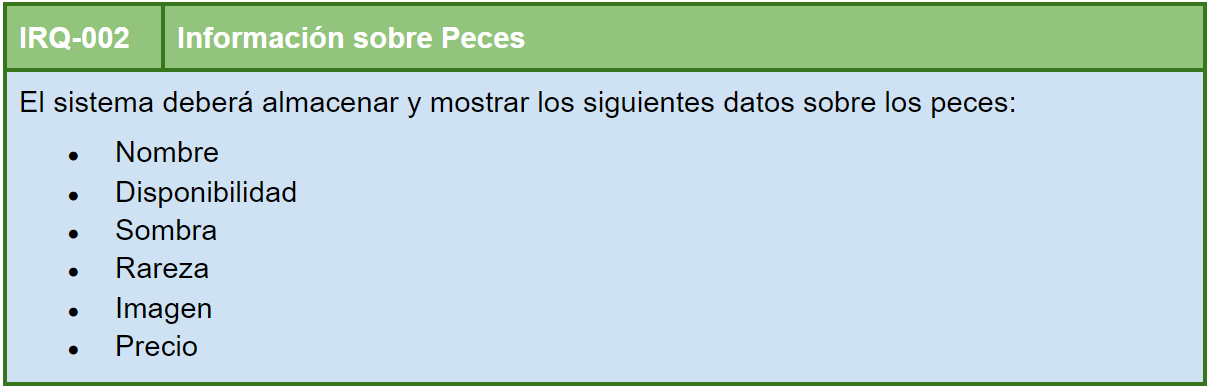 IRQ-002 Información sobre Peces
El sistema deberá almacenar y mostrar los siguientes datos sobre los peces:
● Nombre
● Disponibilidad
● Sombra
● Rareza
● Imagen
● Precio